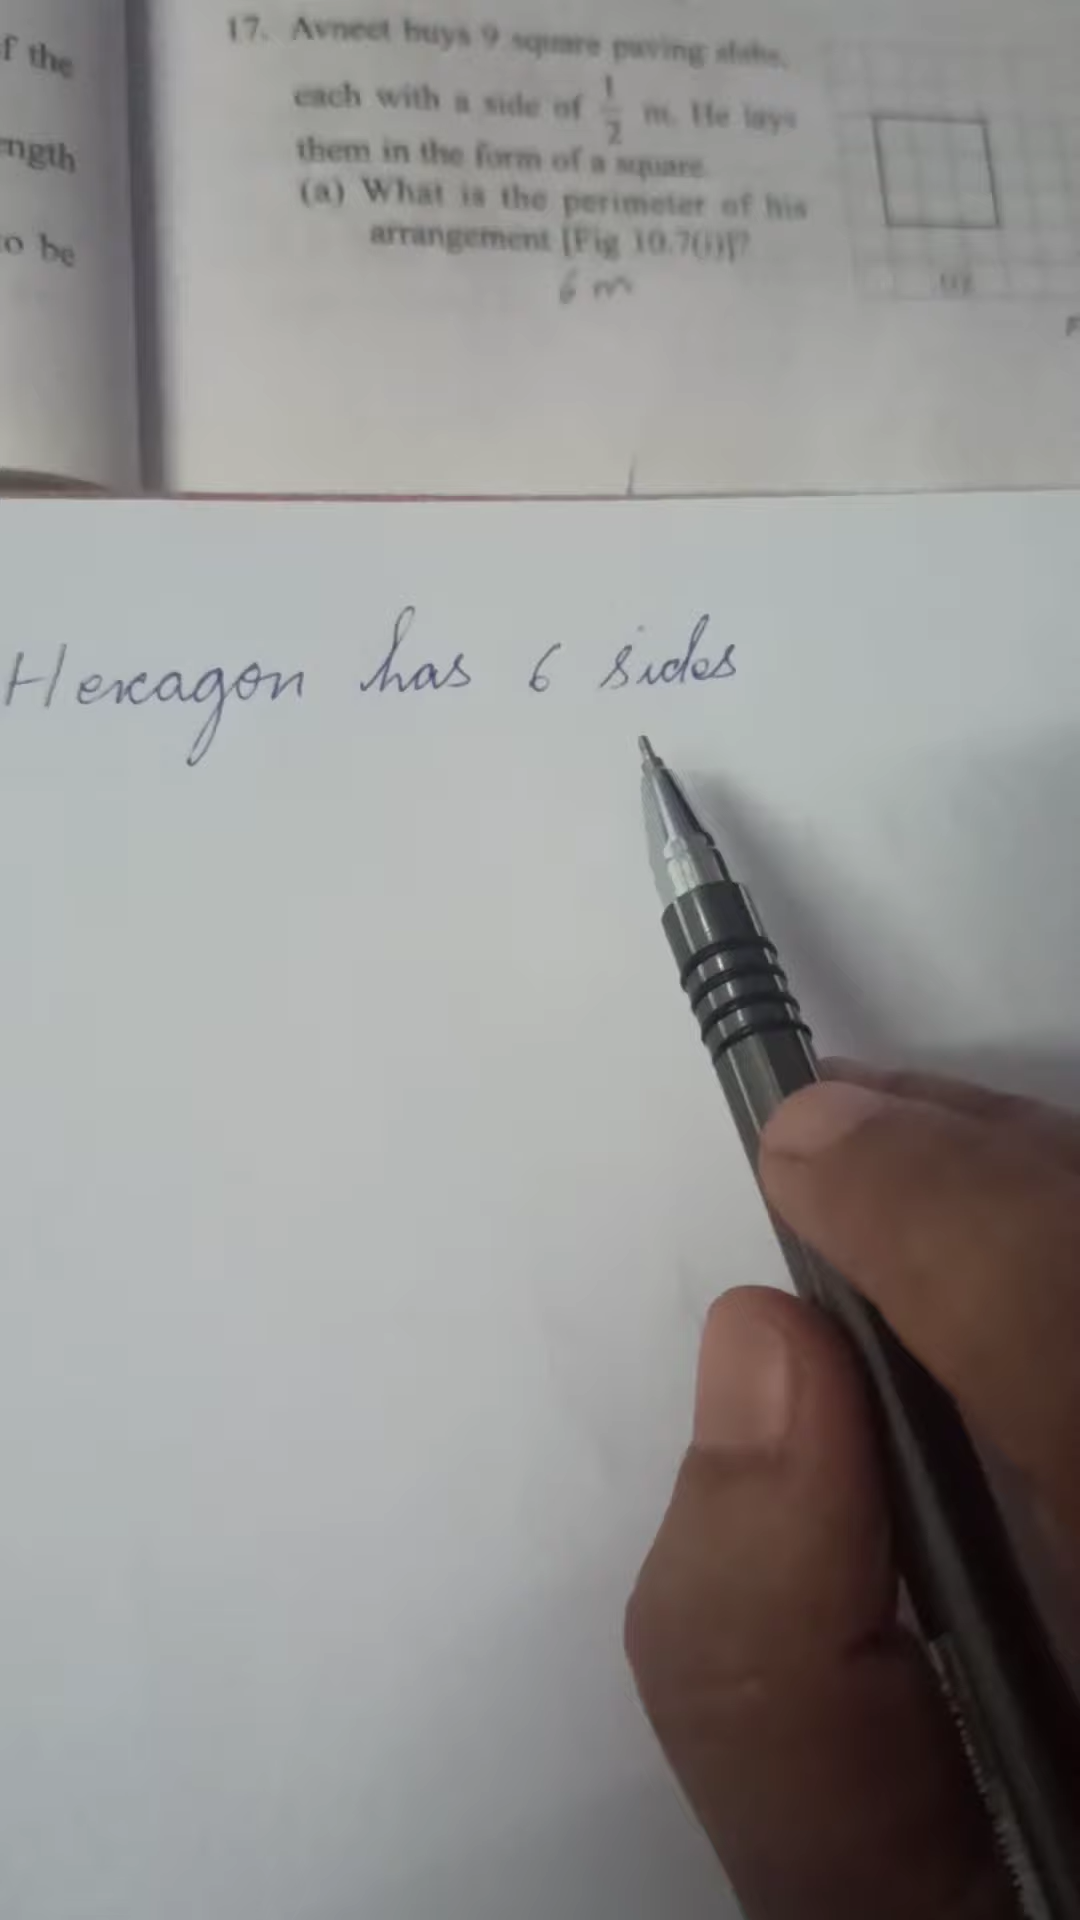 f the
ength
to be
17. Avneet buys 9 square paving slabs,
each with a side of 1/2 m. He lays
them in the form of a square.
(a) What is the perimeter of his
arrangement [Fig 10.7(i)]?
6 m
(i)
F
Hexagon has 6 sides